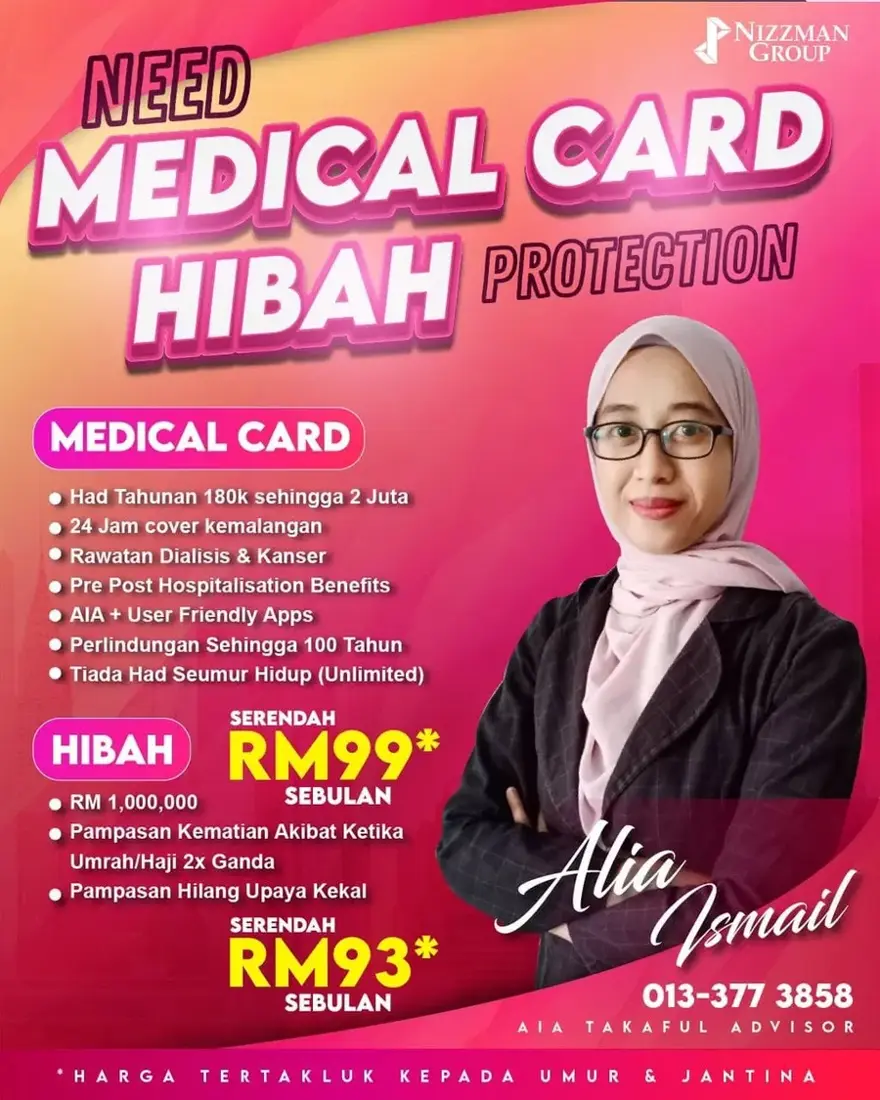 NIZZMAN
GROUP
NEED
MEDICAL CARD
HIBAH PROTECTION
MEDICAL CARD
Had Tahunan 180k sehingga 2 Juta
24 Jam cover kemalangan
Rawatan Dialisis & Kanser
Pre Post Hospitalisation Benefits
AIA + User Friendly Apps
Perlindungan Sehingga 100 Tahun
Tiada Had Seumur Hidup (Unlimited)
SERENDAH
RM99*
SEBULAN
HIBAH
RM 1,000,000
Pampasan Kematian Akibat Ketika
Umrah/Haji 2x Ganda
Pampasan Hilang Upaya Kekal
SERENDAH
RM93*
SEBULAN
Alia
Ismail
013-377 3858
AIA TAKAFUL ADVISOR
*HARGA TERTAKLUK KEPADA UMUR & JANTINA